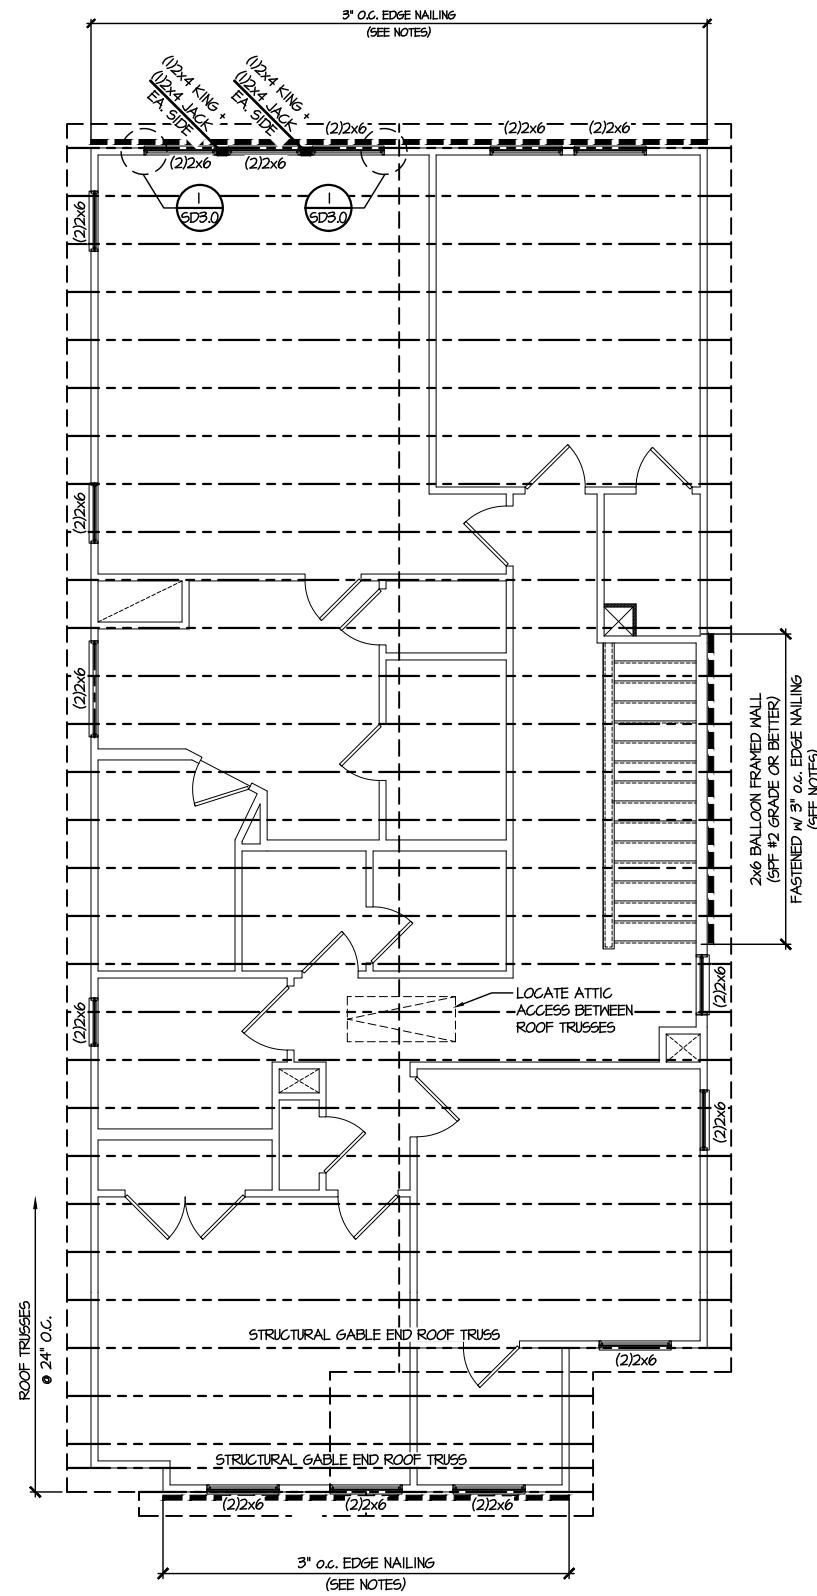 3" O.C. EDGE NAILING
(SEE NOTES)
(1)2x4 KING +
(1)2x4 JACK
EA. SIDE
(1)2x4 KING +
(1)2x4 JACK
EA. SIDE
(2)2x6
(2)2x6
(2)2x6
(2)2x6
(2)2x6
1
SD3.0
1
SD3.0
(2)2x6
(2)2x6
(2)2x6
2x6 BALLOON FRAMED WALL
(SPF #2 GRADE OR BETTER)
FASTENED W/ 3" O.C. EDGE NAILING
(SEE NOTES)
LOCATE ATTIC
ACCESS BETWEEN
ROOF TRUSSES
(2)2x6
(2)2x6
(2)2x6
ROOF TRUSSES
@ 24" O.C.
STRUCTURAL GABLE END ROOF TRUSS
(2)2x6
STRUCTURAL GABLE END ROOF TRUSS
(2)2x6
(2)2x6
(2)2x6
3" O.C. EDGE NAILING
(SEE NOTES)